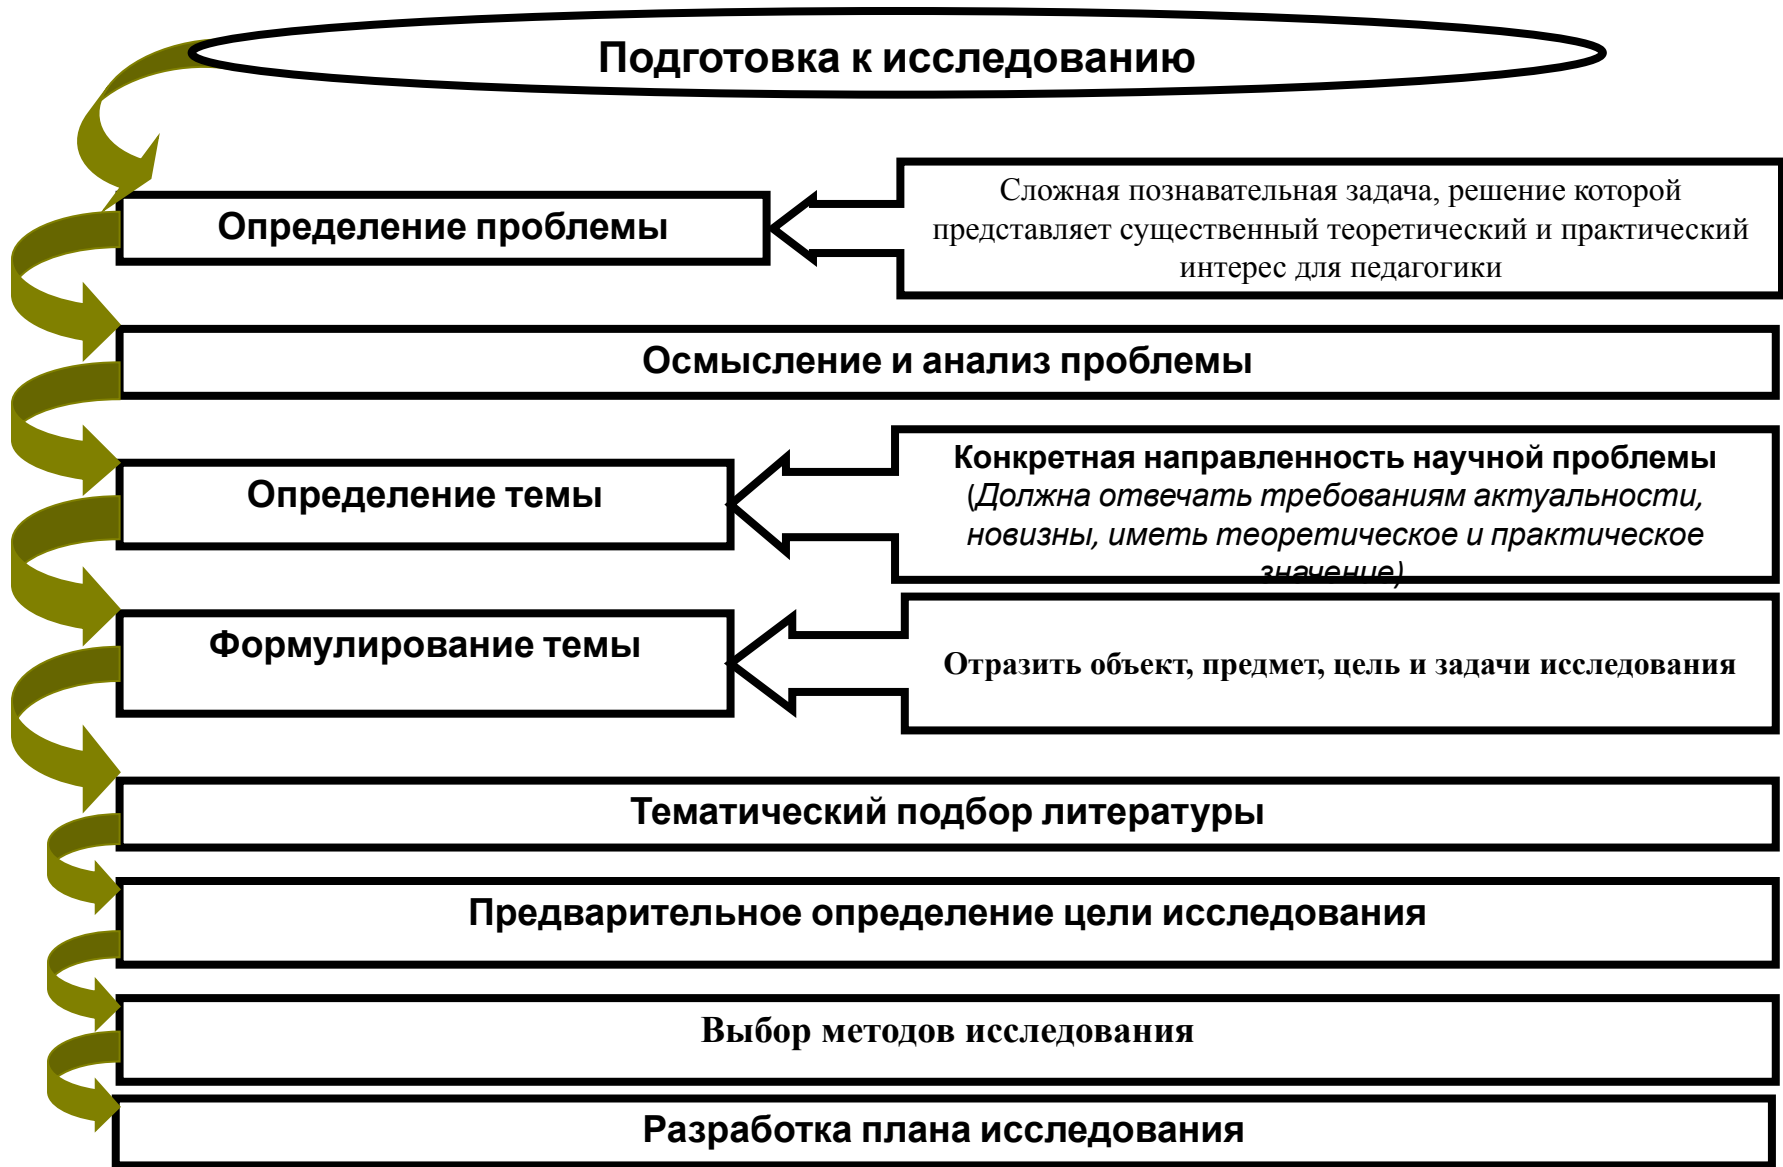 Подготовка к исследованию
Определение проблемы
Сложная познавательная задача, решение которой
представляет существенный теоретический и практический
интерес для педагогики
Осмысление и анализ проблемы
Определение темы
Конкретная направленность научной проблемы
(Должна отвечать требованиям актуальности,
новизны, иметь теоретическое и практическое
значение)
Формулирование темы
Отразить объект, предмет, цель и задачи исследования
Тематический подбор литературы
Предварительное определение цели исследования
Выбор методов исследования
Разработка плана исследования